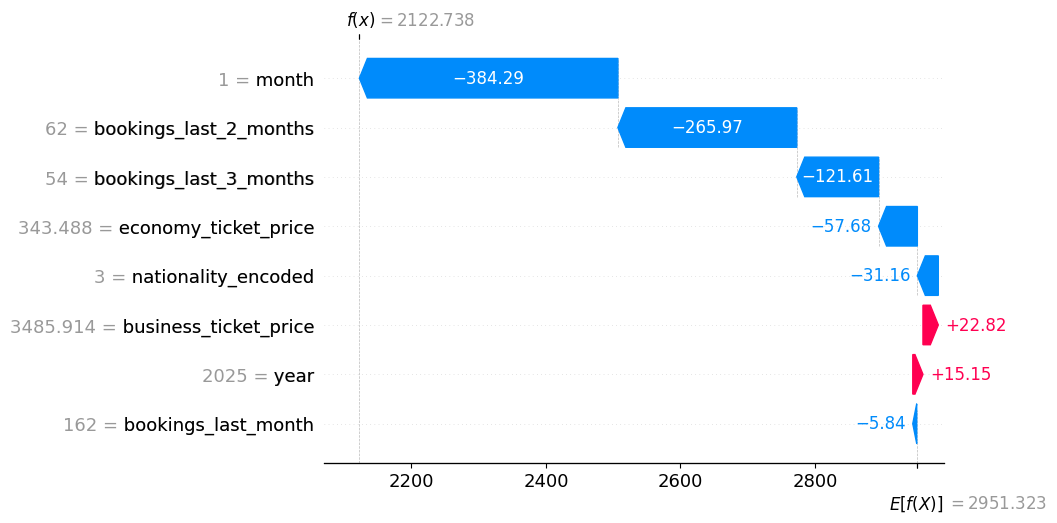 f(x) = 2122.738
1 = month −384.29
62 = bookings_last_2_months −265.97
54 = bookings_last_3_months −121.61
343.488 = economy_ticket_price −57.68
3 = nationality_encoded −31.16
3485.914 = business_ticket_price +22.82
2025 = year +15.15
162 = bookings_last_month −5.84
2200 2400 2600 2800
E[f(X)] = 2951.323